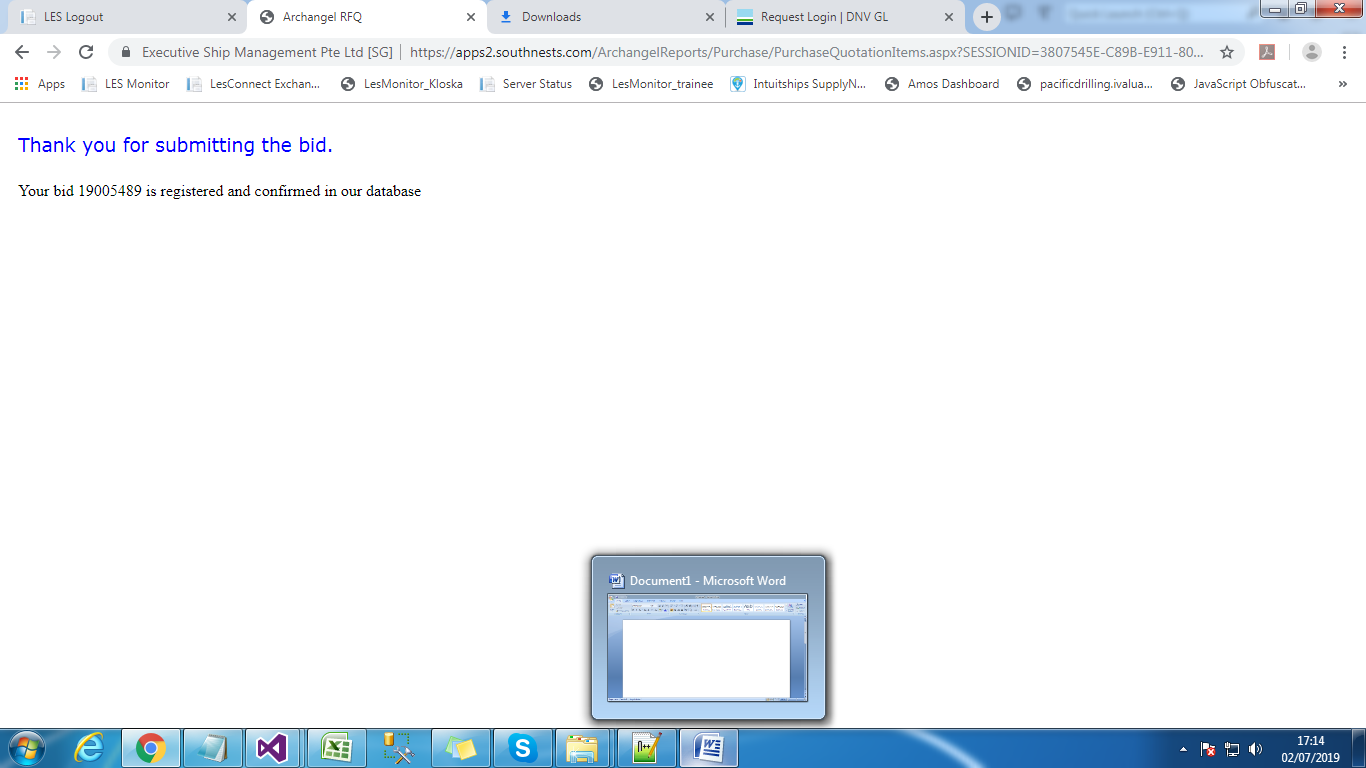 LES Logout
Archangel RFQ
Downloads
Request Login | DNV GL
Executive Ship Management Pte Ltd [SG] | https://apps2.southnests.com/ArchangelReports/Purchase/PurchaseQuotationItems.aspx?SESSIONID=3807545E-C89B-E911-80...
Apps
LES Monitor
LesConnect Exchan...
LesMonitor_Kloska
Server Status
LesMonitor_trainee
Intuitships SupplyN...
Amos Dashboard
pacificdrilling.ivalua...
JavaScript Obfuscat...
»
Thank you for submitting the bid.
Your bid 19005489 is registered and confirmed in our database
Document1 - Microsoft Word
17:14
02/07/2019